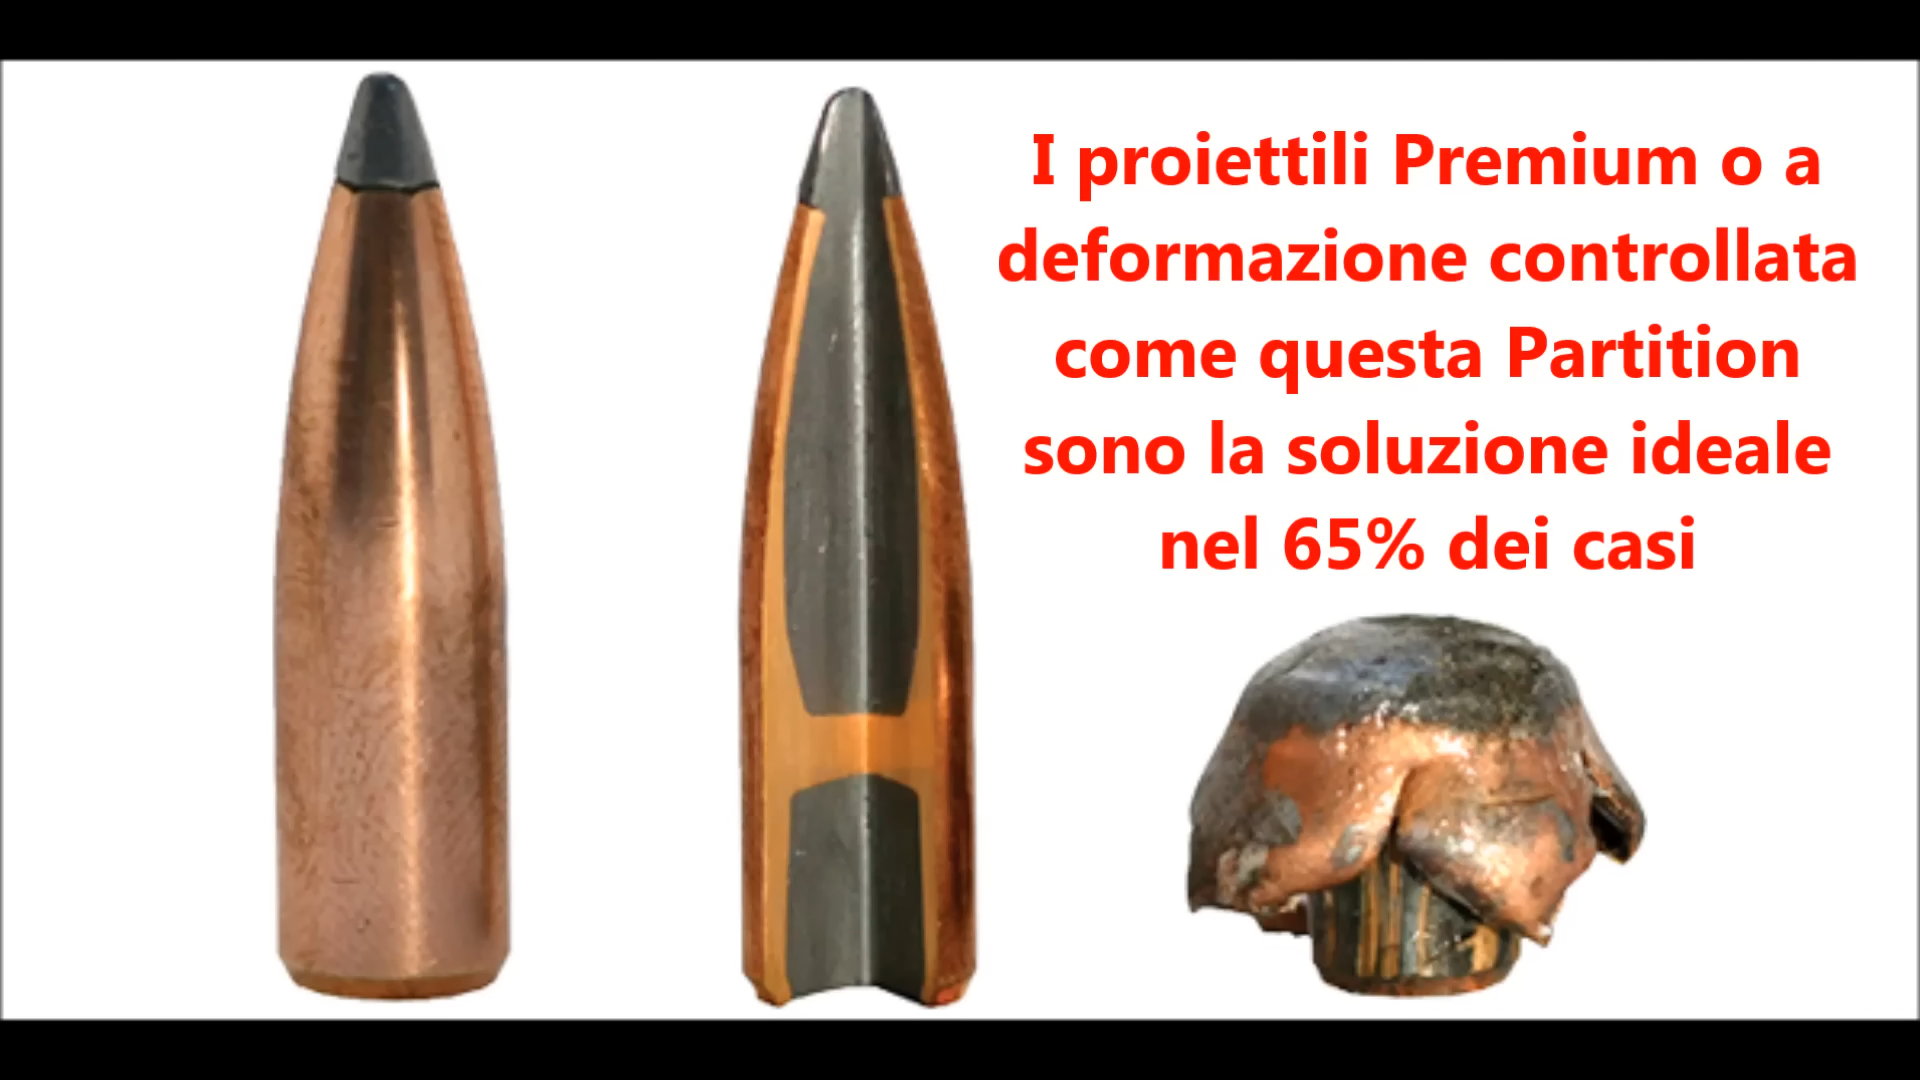 I proiettili Premium o a
deformazione controllata
come questa Partition
sono la soluzione ideale
nel 65% dei casi